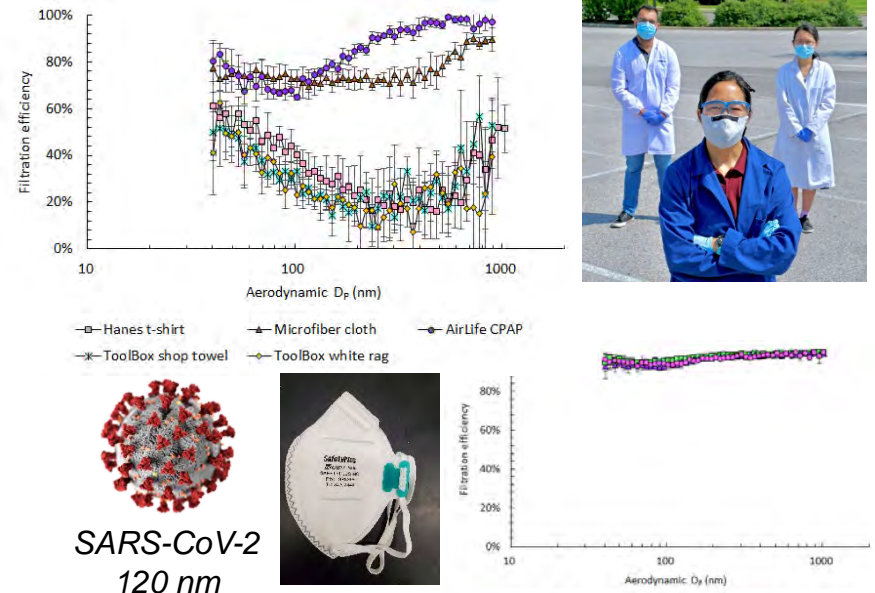 100%
80%
60%
40%
20%
0%
Filtration efficiency
10
100
1000
Aerodynamic Dₚ (nm)
Hanes t-shirt
Microfiber cloth
AirLife CPAP
ToolBox shop towel
ToolBox white rag
SARS-CoV-2
120 nm
SafetyPlus
80%
60%
40%
20%
0%
Filtration efficiency
10
100
1000
Aerodynamic Dₚ (nm)